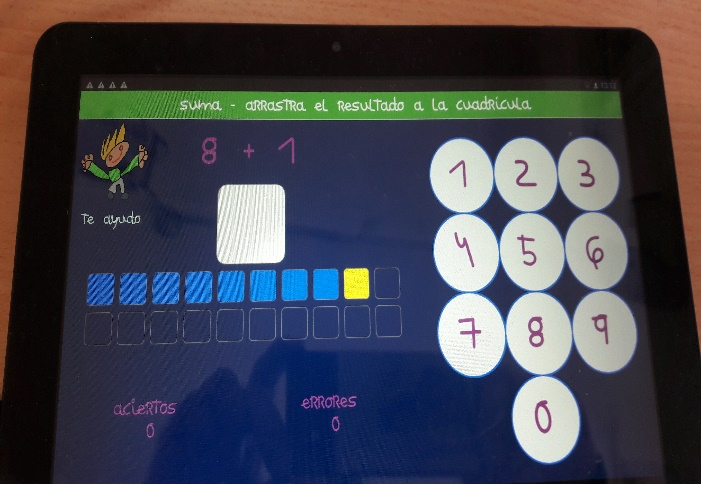 suma - arrastra el resultado a la cuadrícula
8 + 1
te ayudo
1 2 3
4 5 6
7 8 9
0
aciertos
0
errores
0